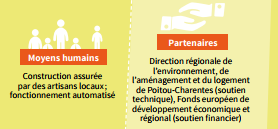 Moyens humains
Construction assurée
par des artisans locaux ;
fonctionnement automatisé
Partenaires
Direction régionale de
l'environnement, de
l'aménagement et du logement
de Poitou-Charentes (soutien
technique), Fonds européen de
développement économique et
régional (soutien financier)